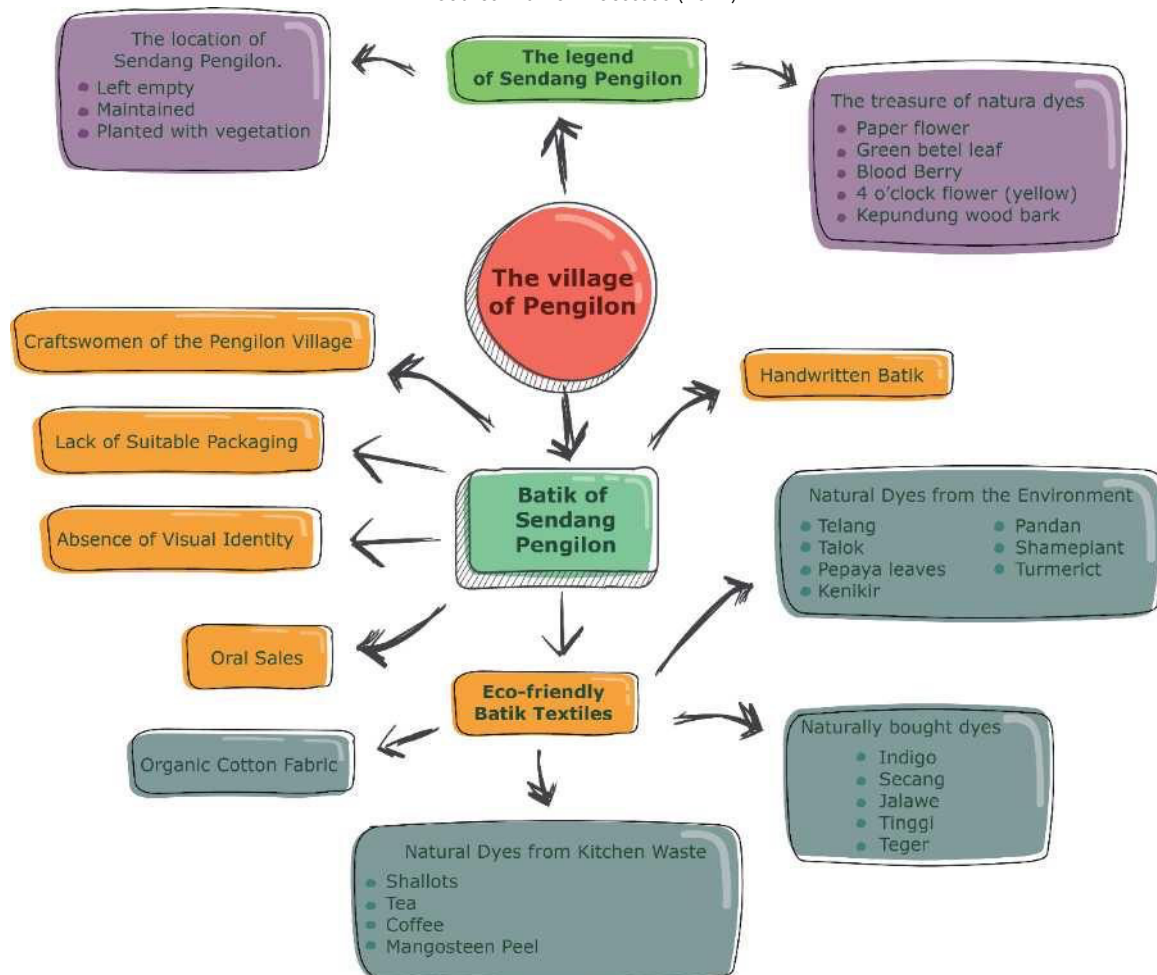 The location of
Sendang Pengilon.
Left empty
Maintained
Planted with vegetation
The legend
of Sendang Pengilon
The treasure of natura dyes
Paper flower
Green betel leaf
Blood Berry
4 o'clock flower (yellow)
Kepundung wood bark
The village
of Pengilon
Craftswomen of the Pengilon Village
Handwritten Batik
Lack of Suitable Packaging
Absence of Visual Identity
Batik of
Sendang
Pengilon
Natural Dyes from the Environment
Telang
Talok
Pepaya leaves
Kenikir
Pandan
Shameplant
Turmerict
Oral Sales
Eco-friendly
Batik Textiles
Organic Cotton Fabric
Naturally bought dyes
Indigo
Secang
Jalawe
Tinggi
Teger
Natural Dyes from Kitchen Waste
Shallots
Tea
Coffee
Mangosteen Peel